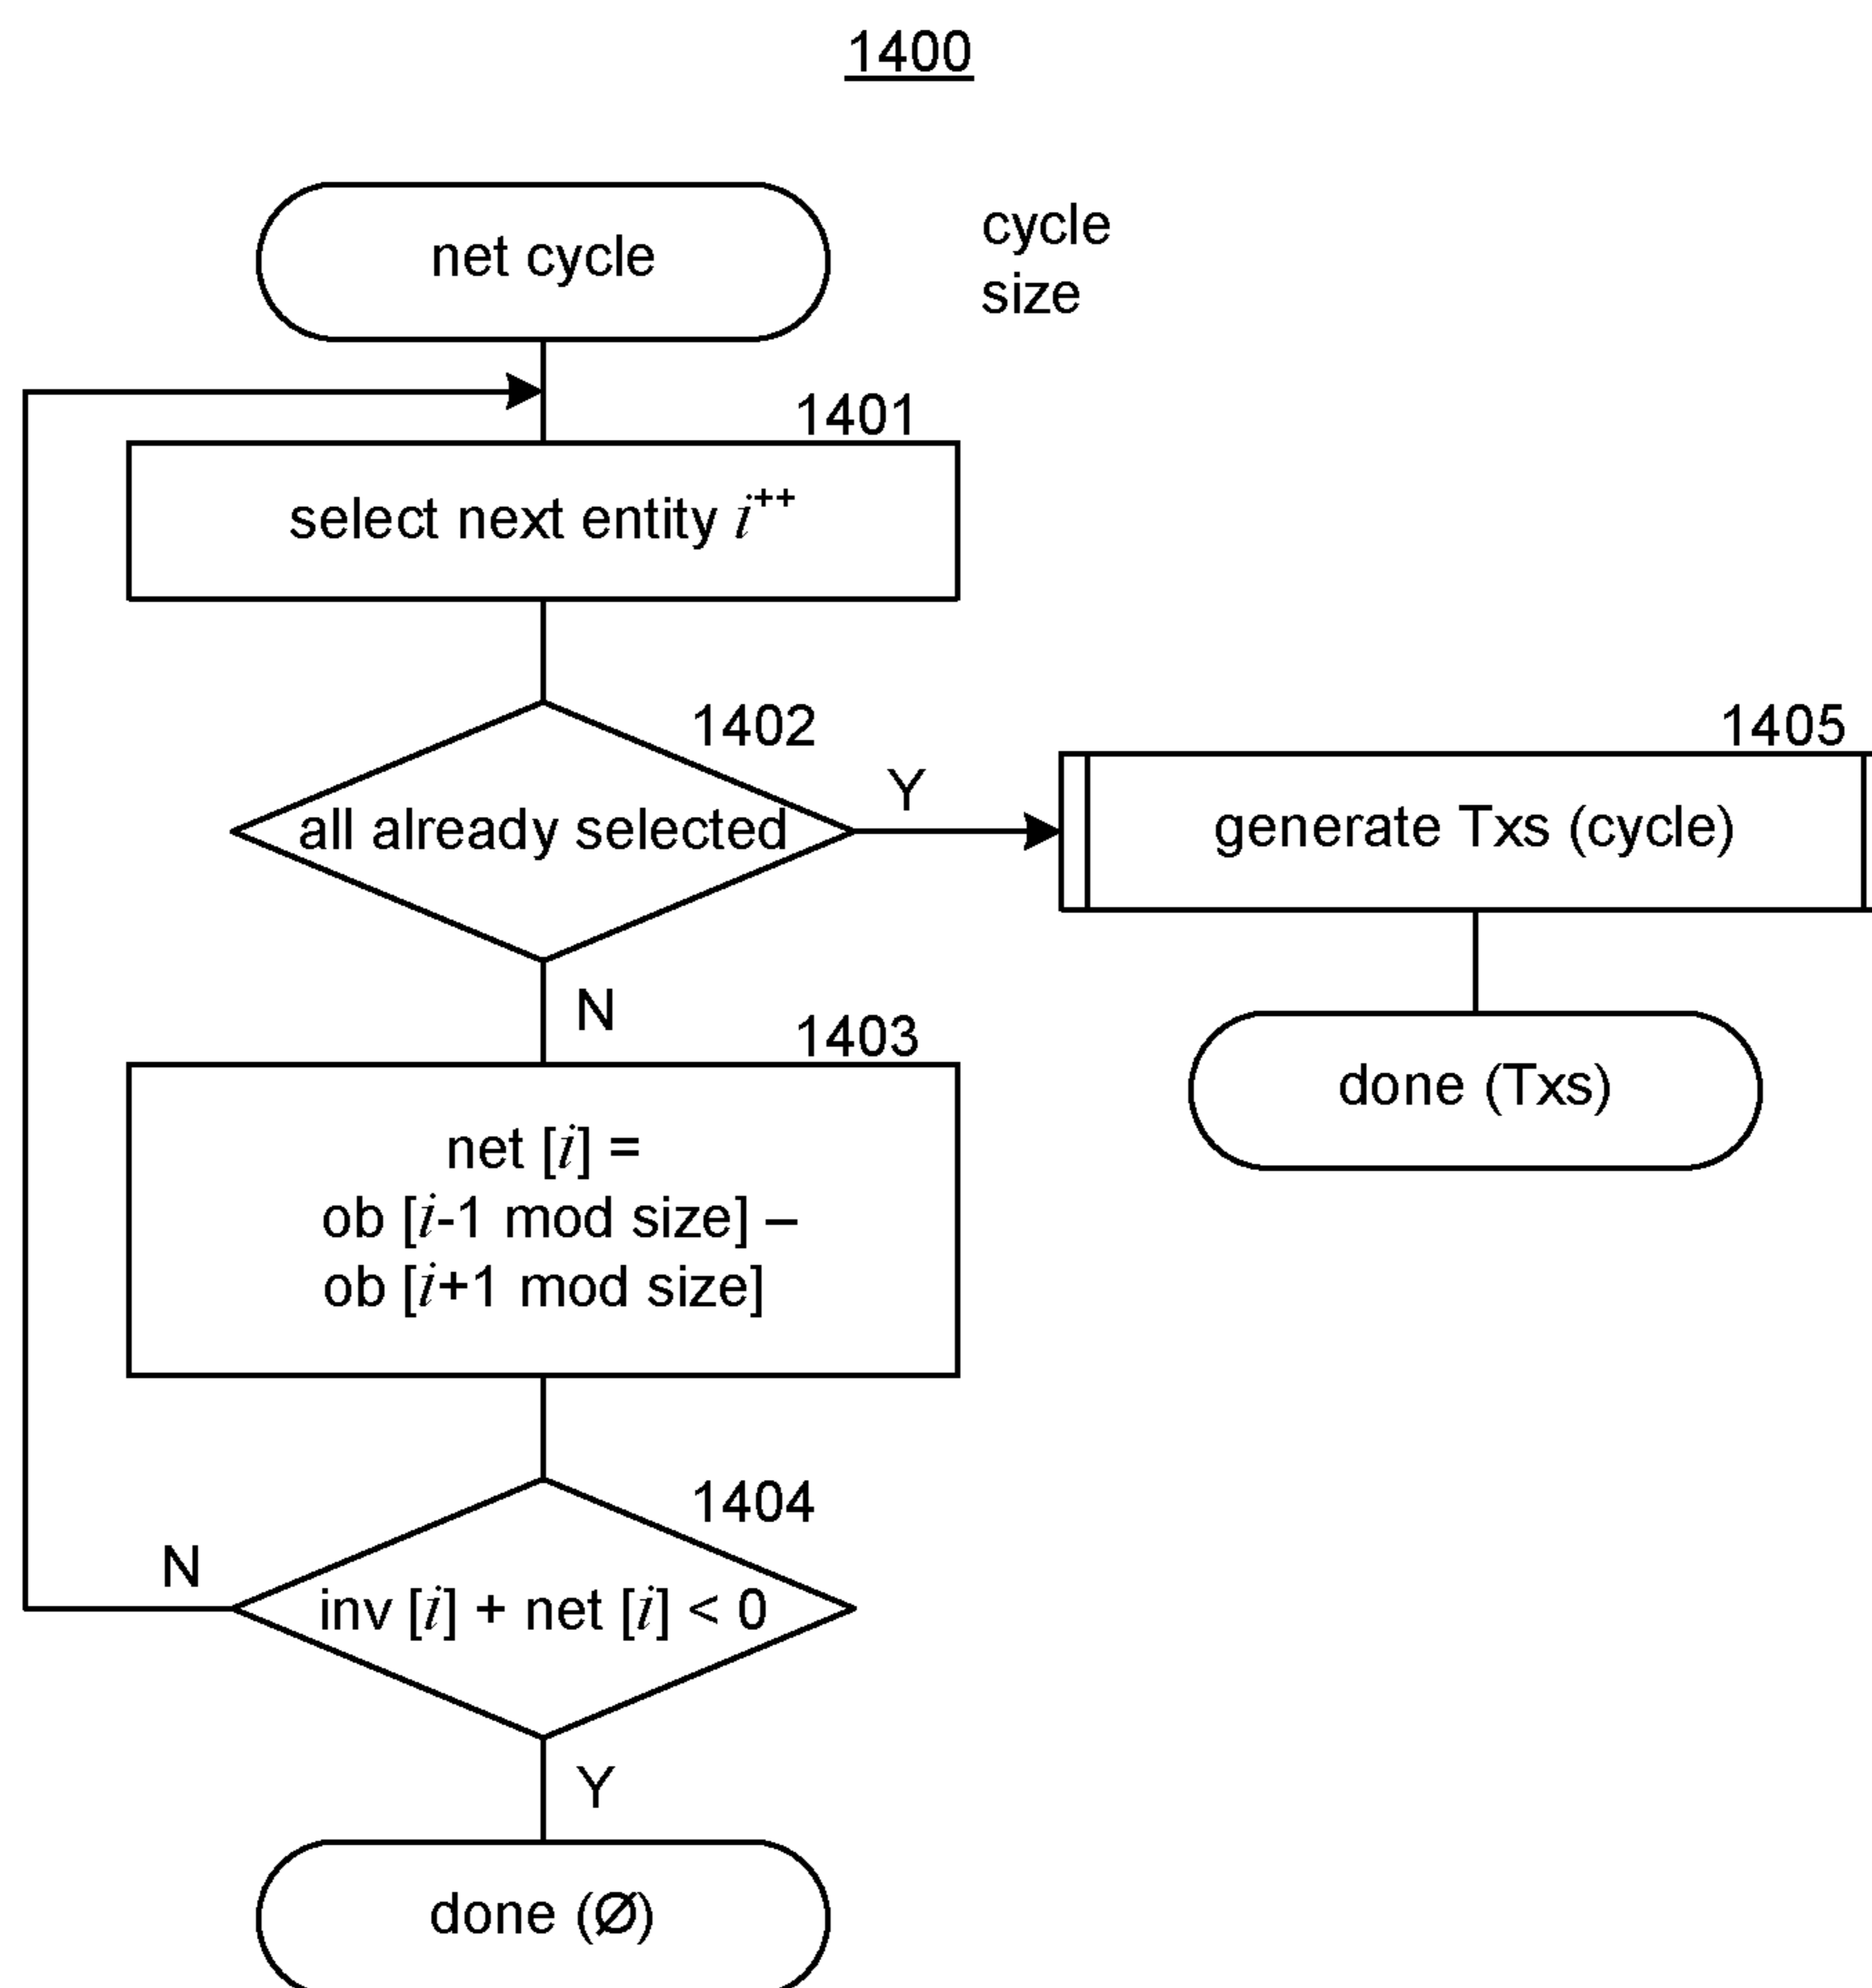 1400
net cycle
cycle
size
1401
select next entity i++
1402
all already selected
Y
1405
generate Txs (cycle)
N
done (Txs)
1403
net [i] =
ob [i-1 mod size] –
ob [i+1 mod size]
1404
N
inv [i] + net [i] < 0
Y
done (Ø)